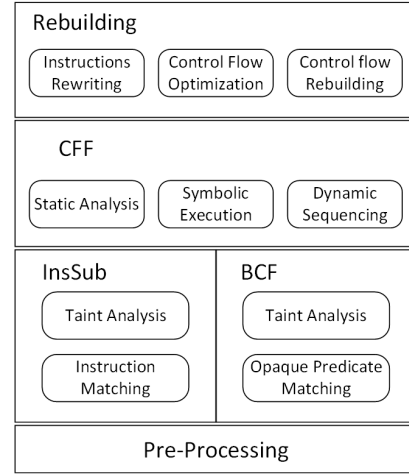 Rebuilding
Instructions
Rewriting
Control Flow
Optimization
Control flow
Rebuilding
CFF
Static Analysis
Symbolic
Execution
Dynamic
Sequencing
InsSub
Taint Analysis
Instruction
Matching
BCF
Taint Analysis
Opaque Predicate
Matching
Pre-Processing